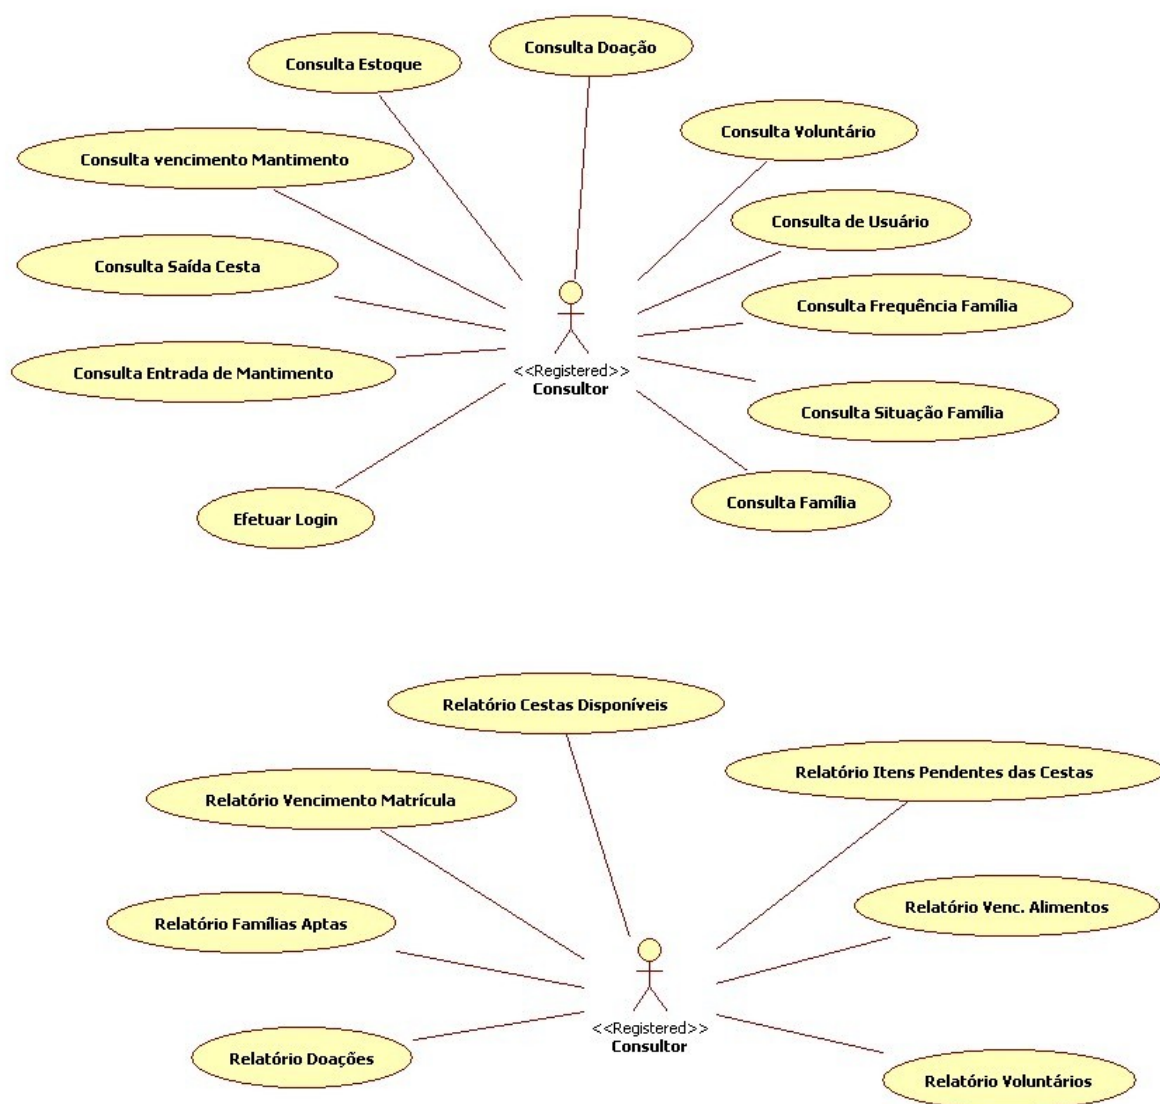 Consulta Doação
Consulta Estoque
Consulta Voluntário
Consulta vencimento Mantimento
Consulta de Usuário
Consulta Saída Cesta
Consulta Frequência Família
Consulta Entrada de Mantimento
<<Registered>>
Consultor
Consulta Situação Família
Consulta Família
Efetuar Login
Relatório Cestas Disponíveis
Relatório Itens Pendentes das Cestas
Relatório Vencimento Matrícula
Relatório Venc. Alimentos
Relatório Famílias Aptas
<<Registered>>
Consultor
Relatório Doações
Relatório Voluntários